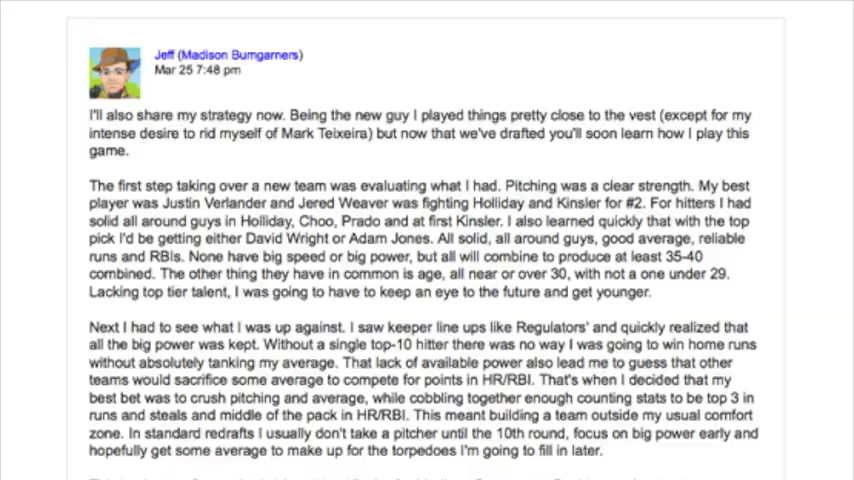 Jeff (Madison Bumgarners)
Mar 25 7:48 pm
I'll also share my strategy now. Being the new guy I played things pretty close to the vest (except for my
intense desire to rid myself of Mark Teixeira) but now that we've drafted you'll soon learn how I play this
game.
The first step taking over a new team was evaluating what I had. Pitching was a clear strength. My best
player was Justin Verlander and Jered Weaver was fighting Holliday and Kinsler for #2. For hitters I had
solid all around guys in Holliday, Choo, Prado and at first Kinsler. I also learned quickly that with the top
pick I'd be getting either David Wright or Adam Jones. All solid, all around guys, good average, reliable
runs and RBIs. None have big speed or big power, but all will combine to produce at least 35-40
combined. The other thing they have in common is age, all near or over 30, with not a one under 29.
Lacking top tier talent, I was going to have to keep an eye to the future and get younger.
Next I had to see what I was up against. I saw keeper line ups like Regulators' and quickly realized that
all the big power was kept. Without a single top-10 hitter there was no way I was going to win home runs
without absolutely tanking my average. That lack of available power also lead me to guess that other
teams would sacrifice some average to compete for points in HR/RBI. That's when I decided that my
best bet was to crush pitching and average, while cobbling together enough counting stats to be top 3 in
runs and steals and middle of the pack in HR/RBI. This meant building a team outside my usual comfort
zone. In standard redrafts I usually don't take a pitcher until the 10th round, focus on big power early and
hopefully get some average to make up for the torpedoes I'm going to fill in later.